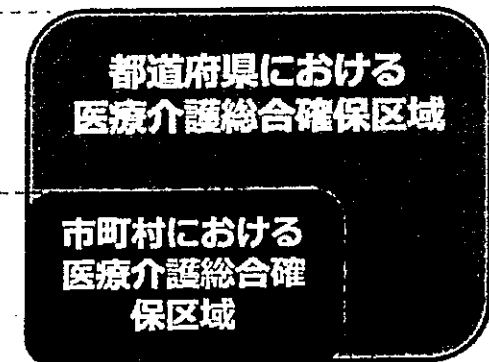 都道府県における
医療介護総合確保区域
市町村における
医療介護総合確
保区域